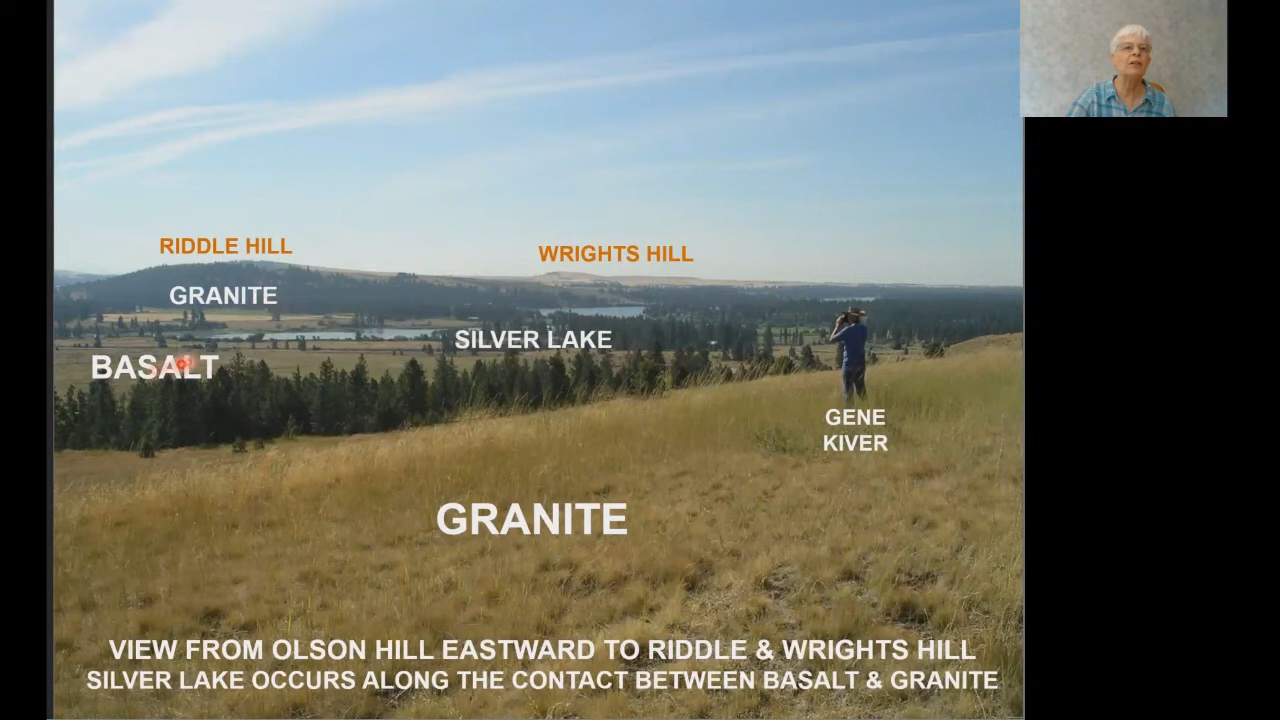 RIDDLE HILL
WRIGHTS HILL
GRANITE
SILVER LAKE
BASALT
GENE
KIVER
GRANITE
VIEW FROM OLSON HILL EASTWARD TO RIDDLE & WRIGHTS HILL
SILVER LAKE OCCURS ALONG THE CONTACT BETWEEN BASALT & GRANITE